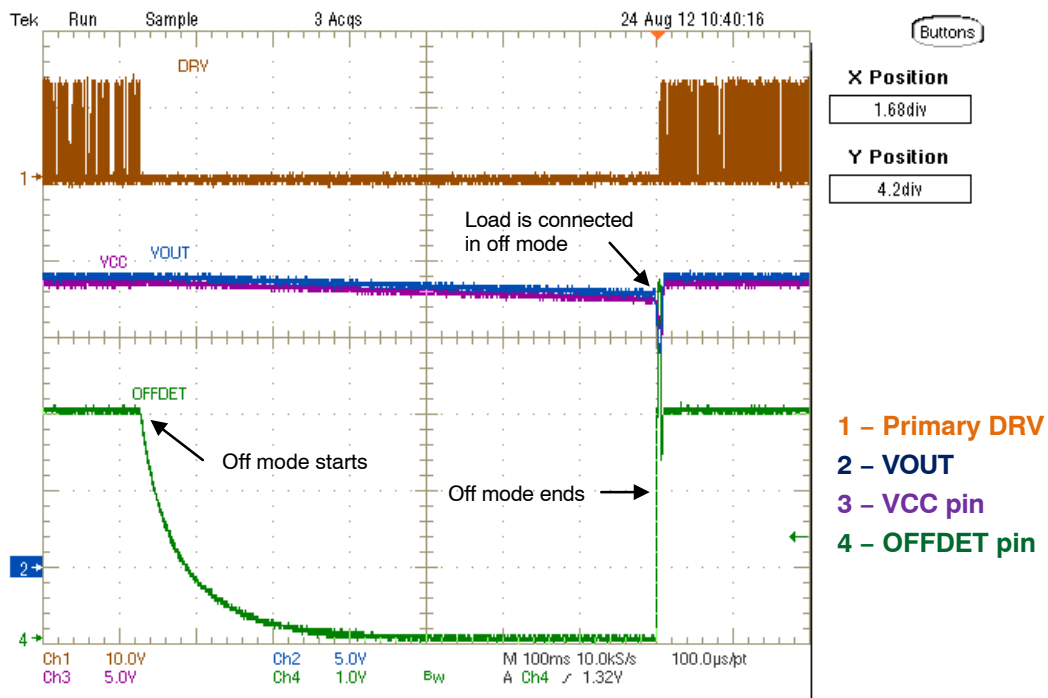 Tek Run Sample 3 Acqs 24 Aug 12 10:40:16
Buttons
X Position
1.68div
Y Position
4.2div
DRV
1
Load is connected
in off mode
VCC
VOUT
OFFDET
Off mode starts
Off mode ends
1 – Primary DRV
2 – VOUT
3 – VCC pin
4 – OFFDET pin
2
4
Ch1 10.0V Ch2 5.0V M 100ms 10.0kS/s 100.0µs/pt
Ch3 5.0V Ch4 1.0V BW A Ch4 / 1.32V